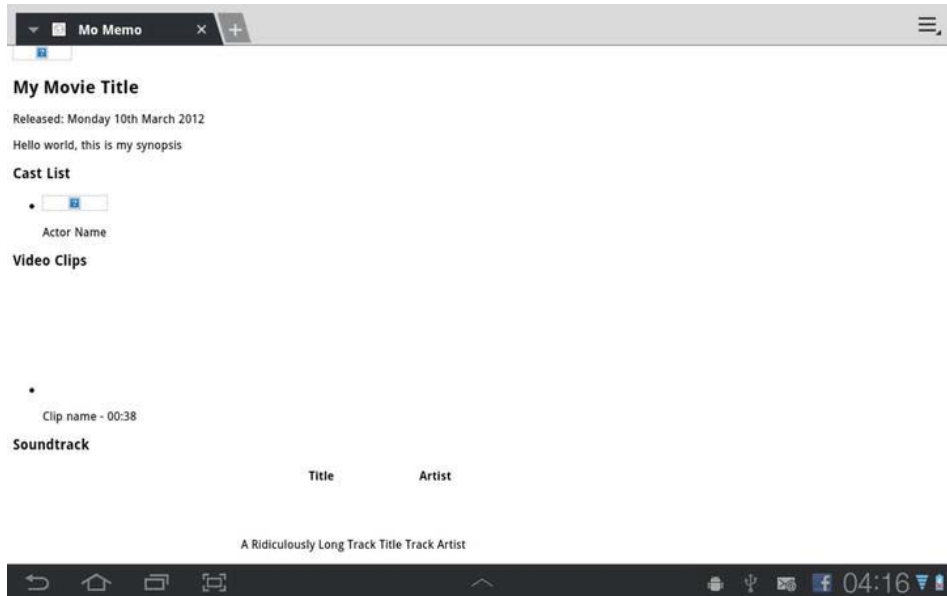 Mo Memo
My Movie Title
Released: Monday 10th March 2012
Hello world, this is my synopsis
Cast List
Actor Name
Video Clips
Clip name - 00:38
Soundtrack
Title Artist
A Ridiculously Long Track Title Track Artist
04:16